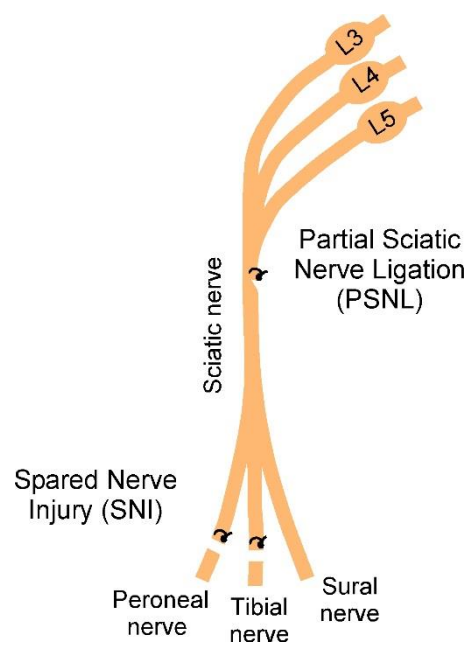 L3
L4
L5
Partial Sciatic
Nerve Ligation
(PSNL)
Sciatic nerve
Spared Nerve
Injury (SNI)
Peroneal
nerve
Tibial
nerve
Sural
nerve